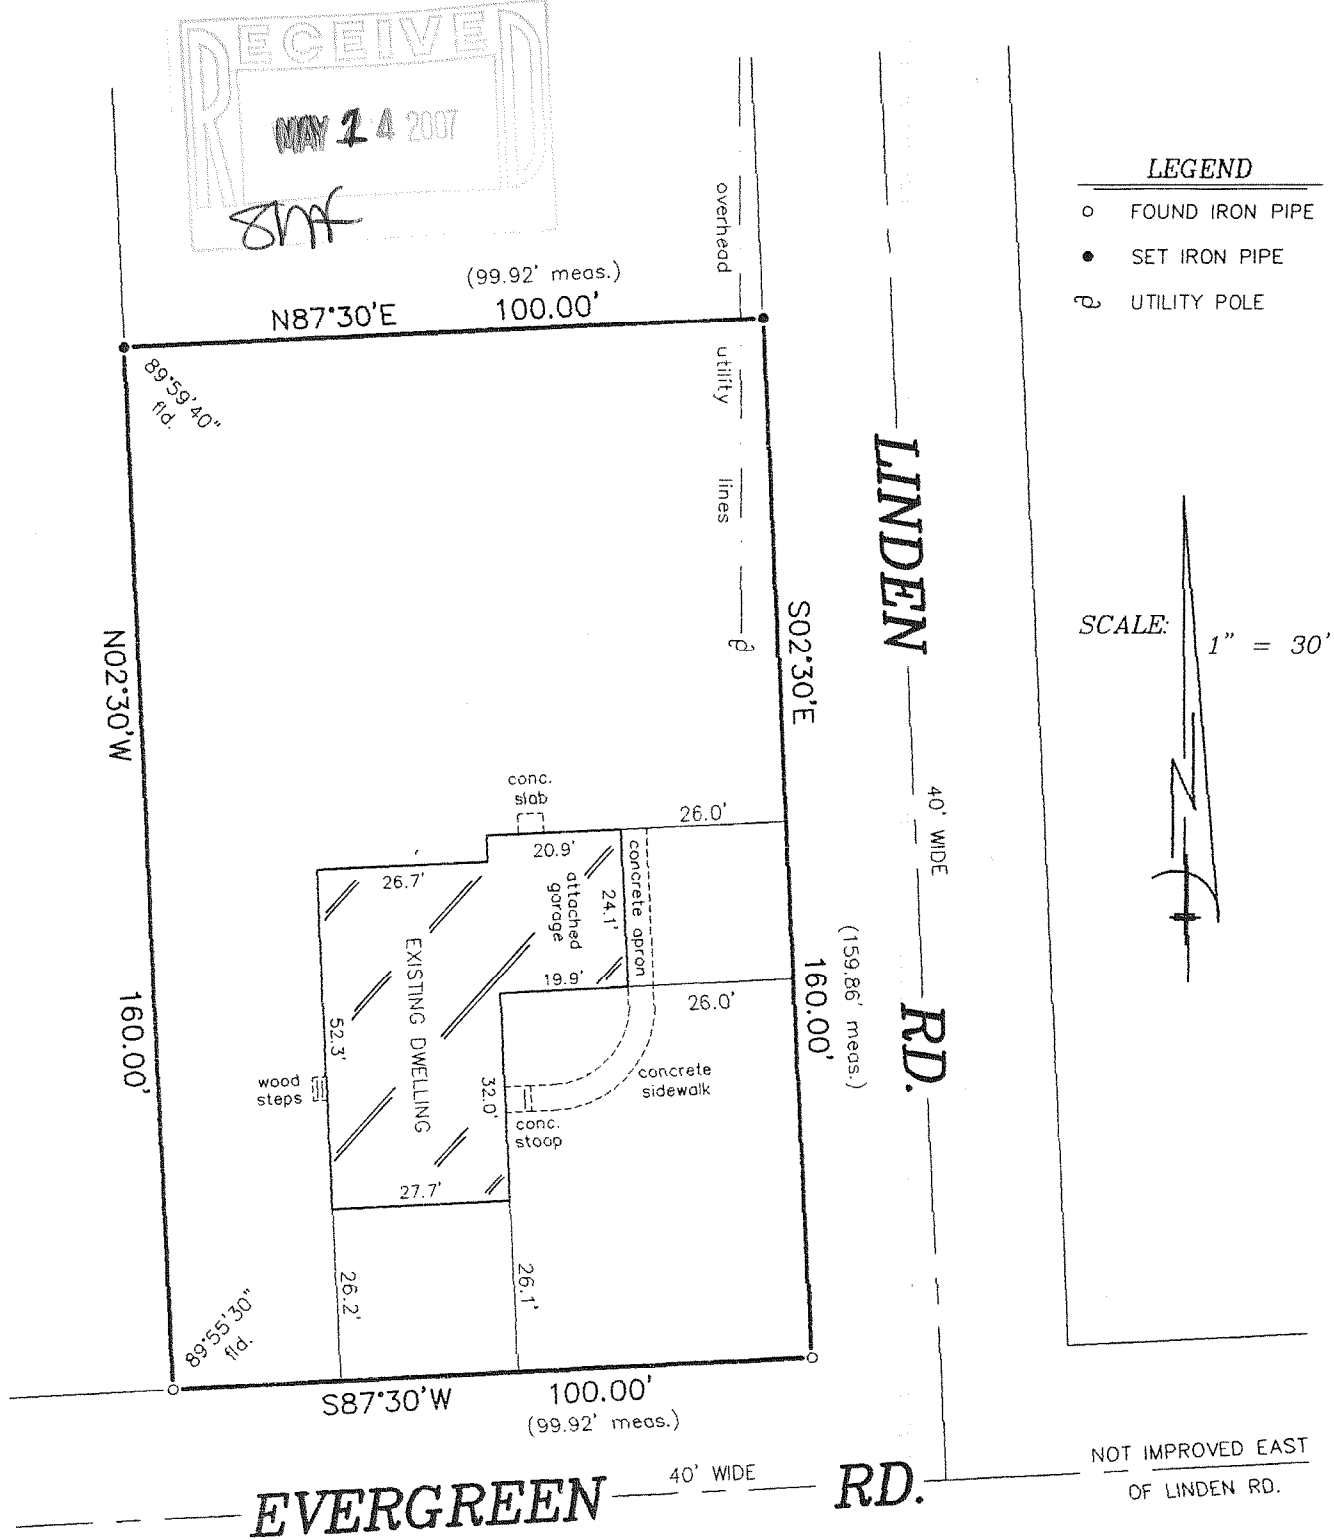 RECEIVED
MAY 14 2007
LEGEND
FOUND IRON PIPE
SET IRON PIPE
UTILITY POLE
overhead
utility
lines
(99.92' meas.)
N87°30'E 100.00'
89°59'40"
fld.
LINDEN
RD.
40' WIDE
SCALE: 1" = 30'
N
N02°30'W
160.00'
S02°30'E
160.00'
(159.86' meas.)
conc.
slab
26.0'
20.9'
26.7'
attached
garage
24.1'
concrete apron
19.9'
26.0'
EXISTING DWELLING
52.3'
wood
steps
32.0'
concrete
sidewalk
conc.
stoop
27.7'
26.2'
26.1'
89°55'30"
fld.
S87°30'W 100.00'
(99.92' meas.)
EVERGREEN 40' WIDE RD.
NOT IMPROVED EAST
OF LINDEN RD.